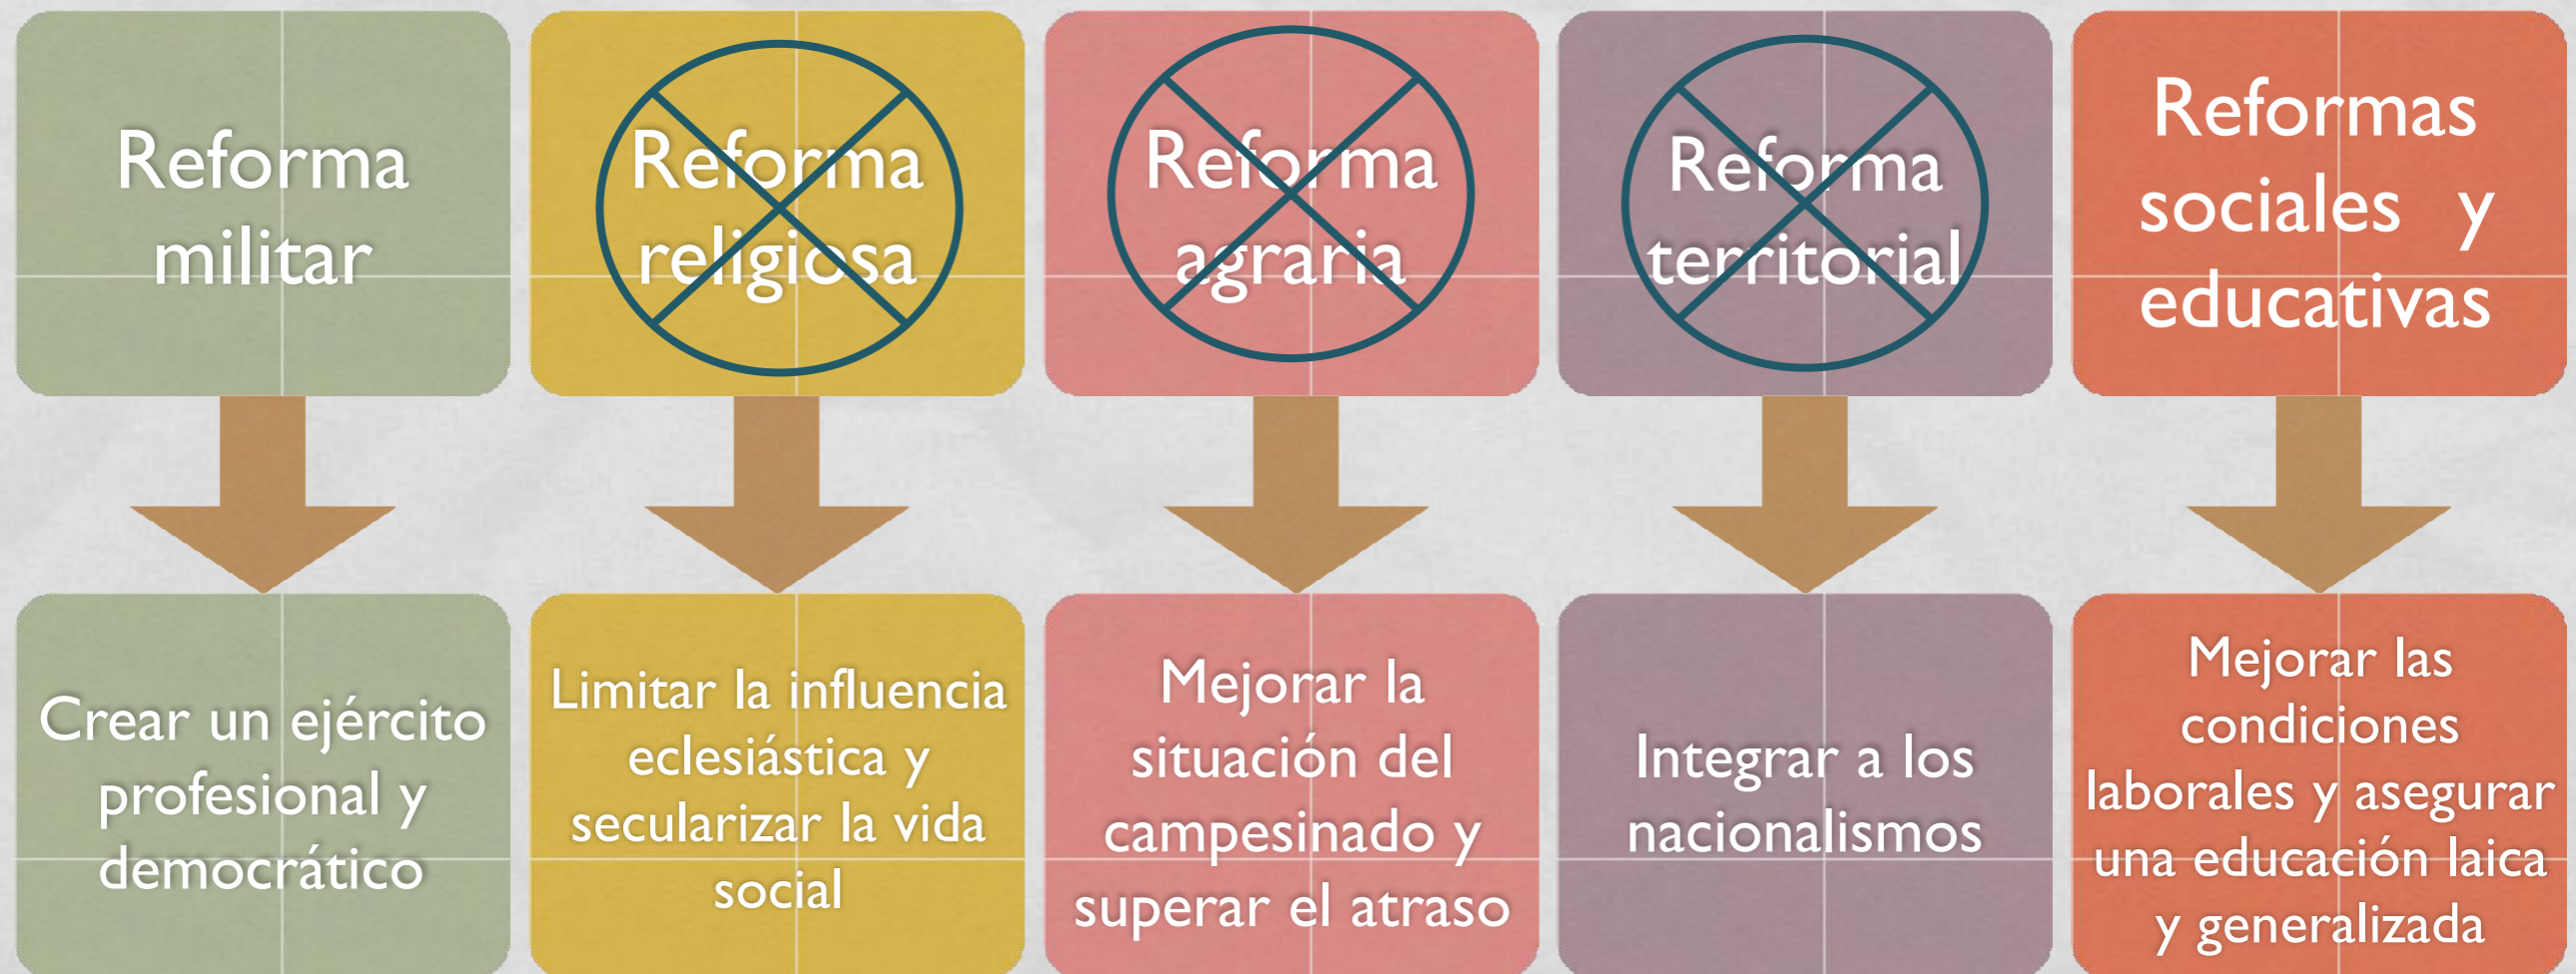 Reforma
militar
Reforma
religiosa
Reforma
agraria
Reforma
territorial
Reformas
sociales y
educativas
Crear un ejército
profesional y
democrático
Limitar la influencia
eclesiástica y
secularizar la vida
social
Mejorar la
situación del
campesinado y
superar el atraso
Integrar a los
nacionalismos
Mejorar las
condiciones
laborales y asegurar
una educación laica
y generalizada